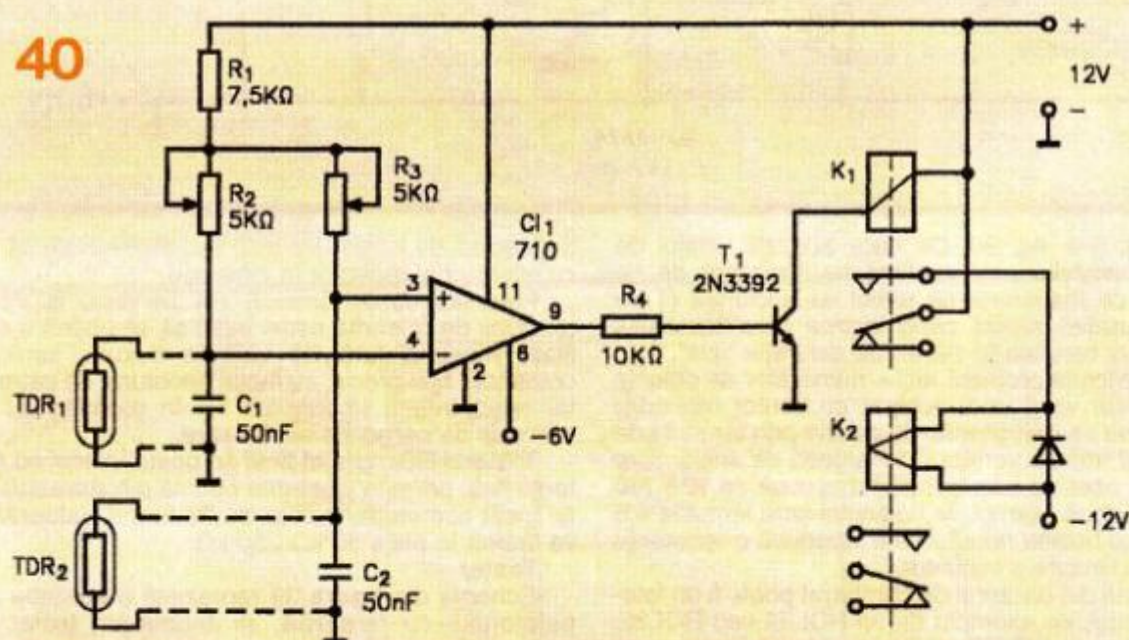 40
R1
7,5KΩ
R2
5KΩ
R3
5KΩ
CI1
710
3
+
4
−
11
9
2
6
-6V
R4
10KΩ
T1
2N3392
K1
K2
+
12V
-
-12V
TDR1
C1
50nF
TDR2
C2
50nF